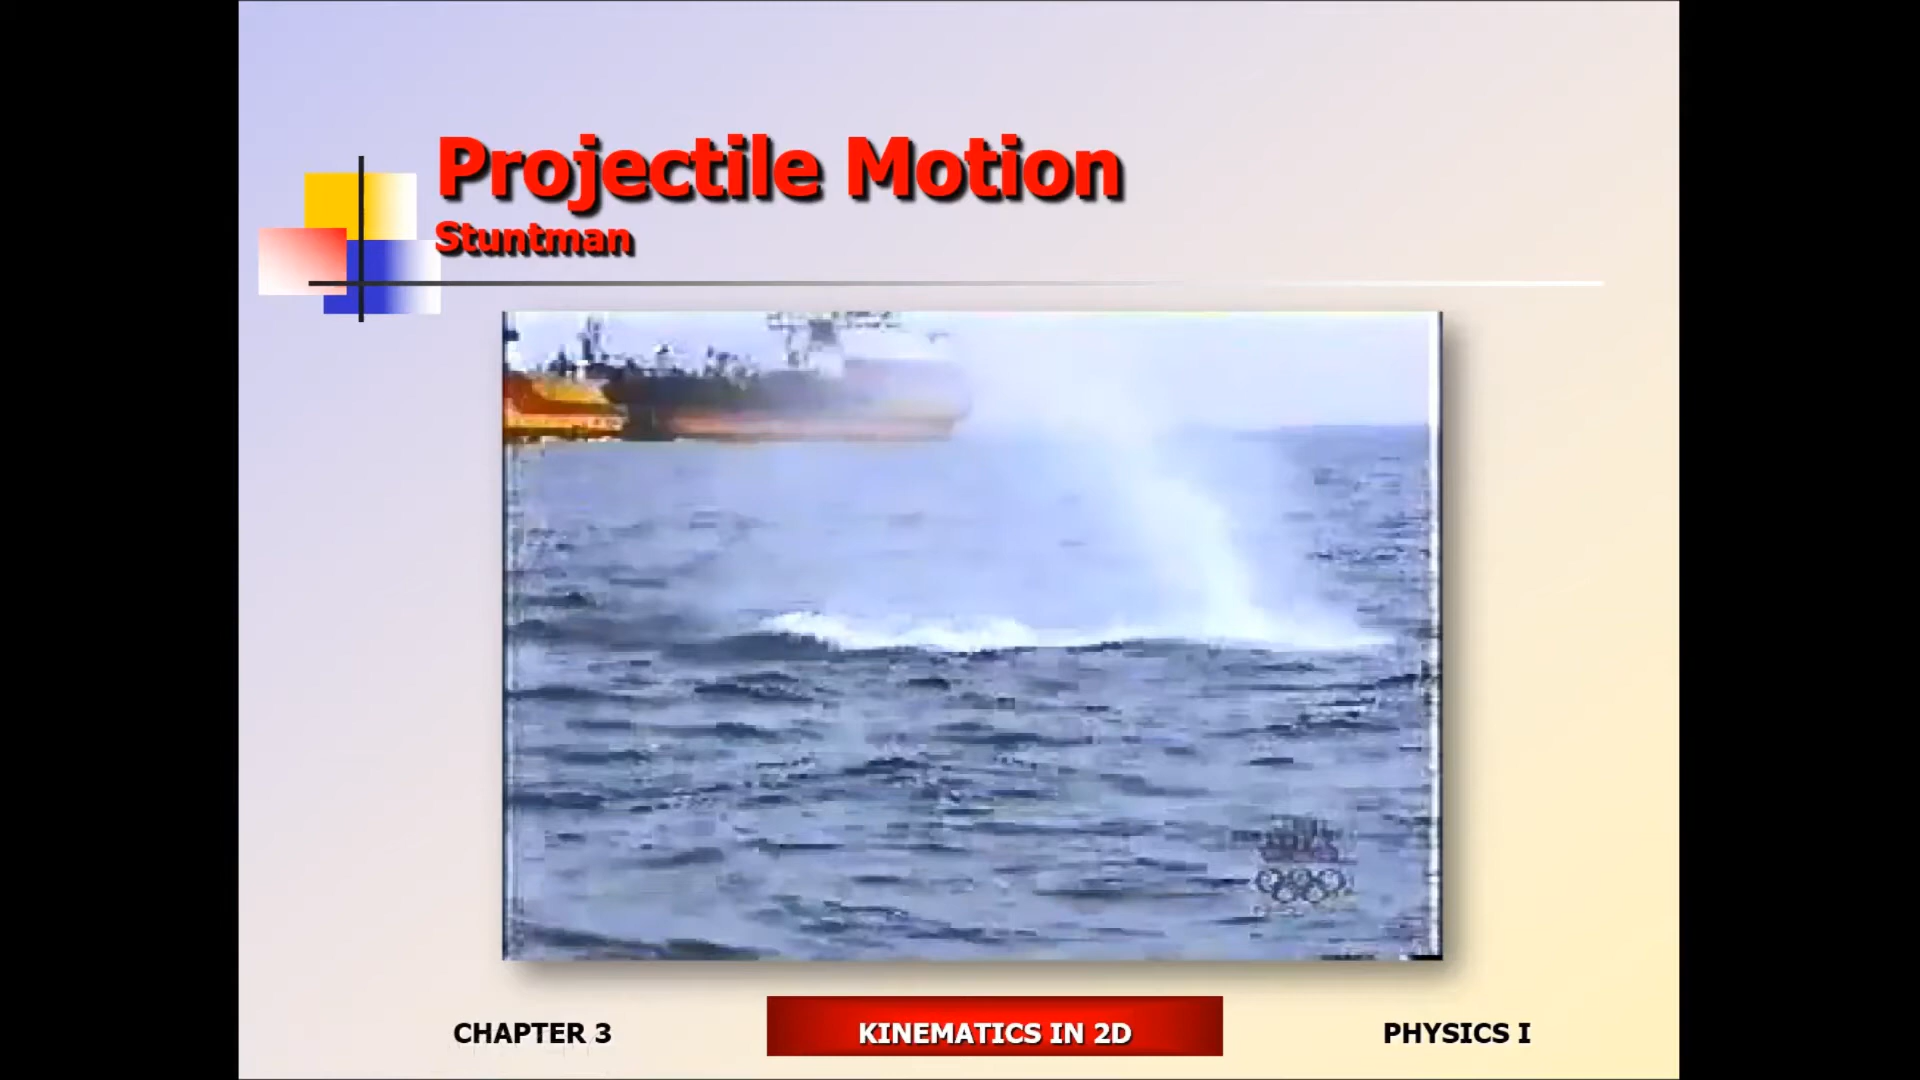 Projectile Motion
Stuntman
CHAPTER 3
KINEMATICS IN 2D
PHYSICS I